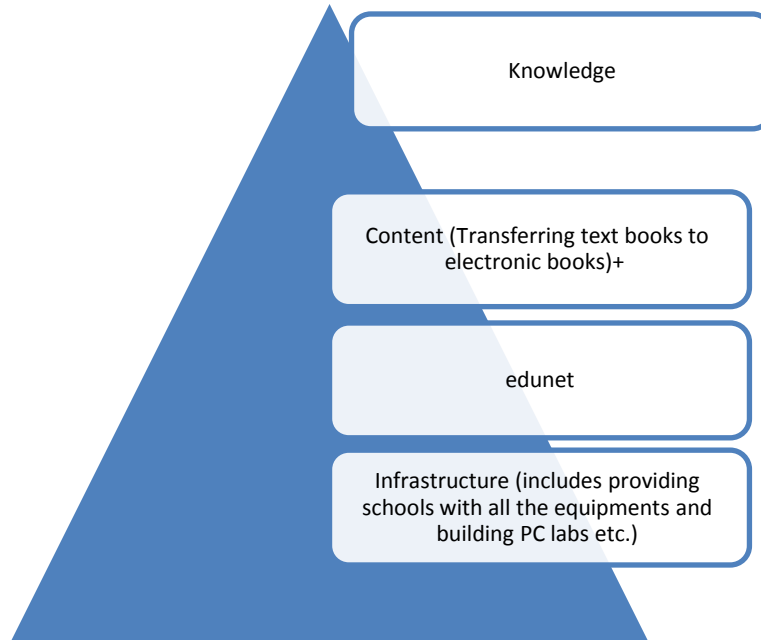 Knowledge
Content (Transferring text books to
electronic books)+
edunet
Infrastructure (includes providing
schools with all the equipments and
building PC labs etc.)